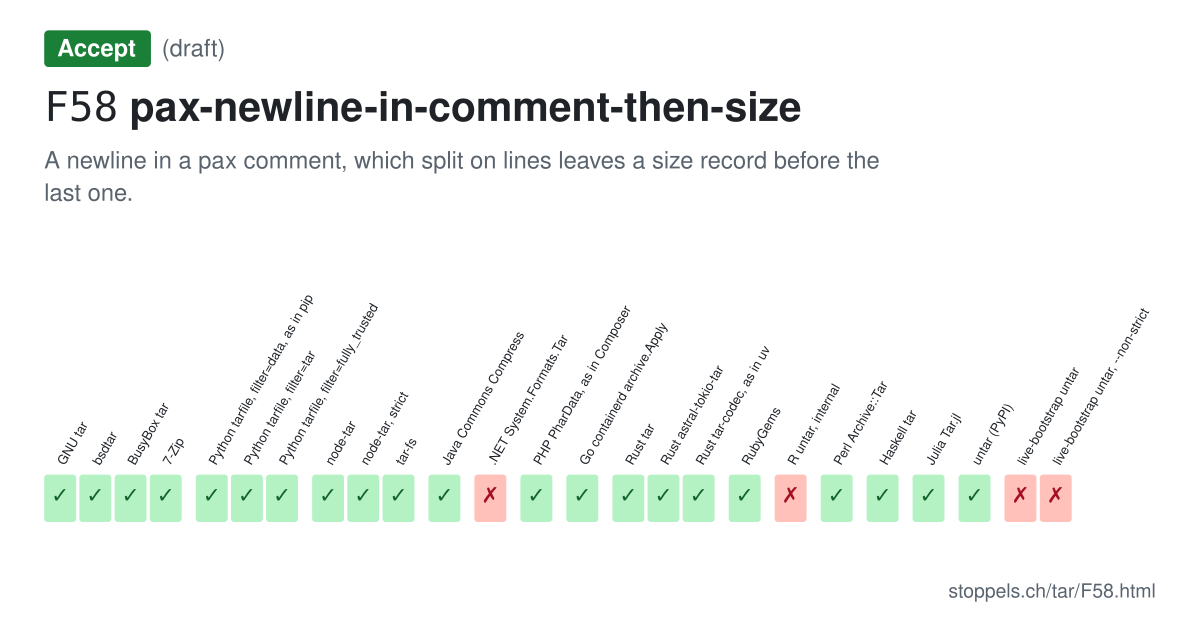 Accept (draft)
F58 pax-newline-in-comment-then-size
A newline in a pax comment, which split on lines leaves a size record before the
last one.
GNU tar
bsdtar
BusyBox tar
7-Zip
Python tarfile, filter=data, as in pip
Python tarfile, filter=tar
Python tarfile, filter=fully_trusted
node-tar
node-tar, strict
tar-fs
Java Commons Compress
.NET System.Formats.Tar
PHP PharData, as in Composer
Go containerd archive.Apply
Rust tar
Rust astral-tokio-tar
Rust tar-codec, as in uv
RubyGems
R untar, internal
Perl Archive::Tar
Haskell tar
Julia Tar.jl
untar (PyPI)
live-bootstrap untar
live-bootstrap untar, --non-strict
✓ ✓ ✓ ✓ ✓ ✓ ✓ ✓ ✓ ✓ ✓ ✗ ✓ ✓ ✓ ✓ ✓ ✓ ✗ ✓ ✓ ✓ ✓ ✗ ✗
stoppels.ch/tar/F58.html